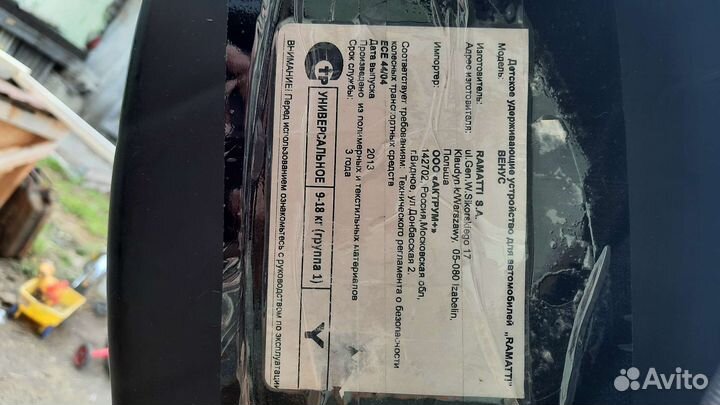 Детское удерживающие устройство для автомобилей „RAMATTI"
Модель: ВЕНУС
Изготовитель: RAMATTI S.A.
Адрес изготовителя: ul.Gen.W.Sikorskiego 17
Klaudyn k/Warszawy, 05-080 Izabelin,
Польша
Импортер: ООО «АКТРУМ+»
142702, Россия,Московская обл,
г.Видное, ул.Донбасская 2.
Соответствует требованиям: Технического регламента о безопасности
колесных транспортных средств
ECE 44/04
Дата выпуска 2013
Произведено из полимерных и текстильных материалов
Срок службы: 3 года
УНИВЕРСАЛЬНОЕ 9-18 кг (группа 1) Y
ВНИМАНИЕ! Перед использованием ознакомьтесь с руководством по эксплуатации
Avito